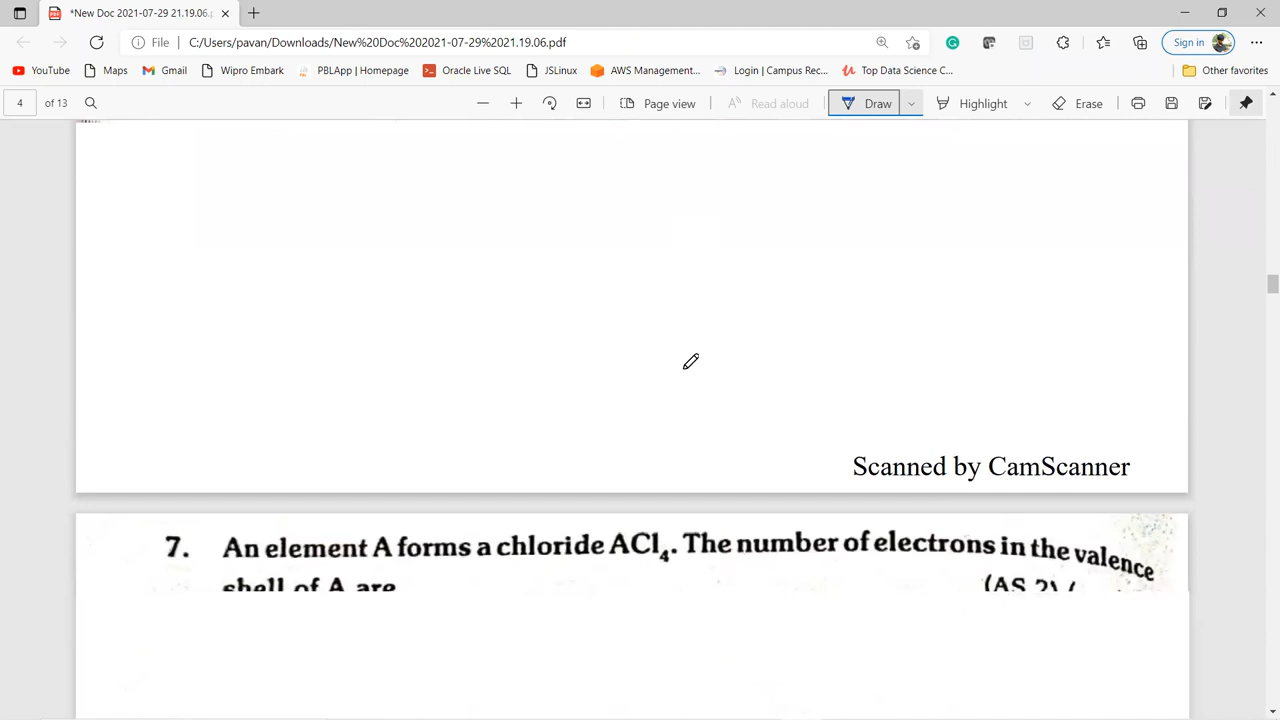 *New Doc 2021-07-29 21.19.06.p
File C:/Users/pavan/Downloads/New%20Doc%202021-07-29%2021.19.06.pdf Sign in
YouTube Maps Gmail Wipro Embark PBLApp | Homepage Oracle Live SQL JSLinux AWS Management... Login | Campus Rec... Top Data Science C... Other favorites
4 of 13 Page view Read aloud Draw Highlight Erase
Scanned by CamScanner
7. An element A forms a chloride ACl₄. The number of electrons in the valence
shell of A are (AS 2) (